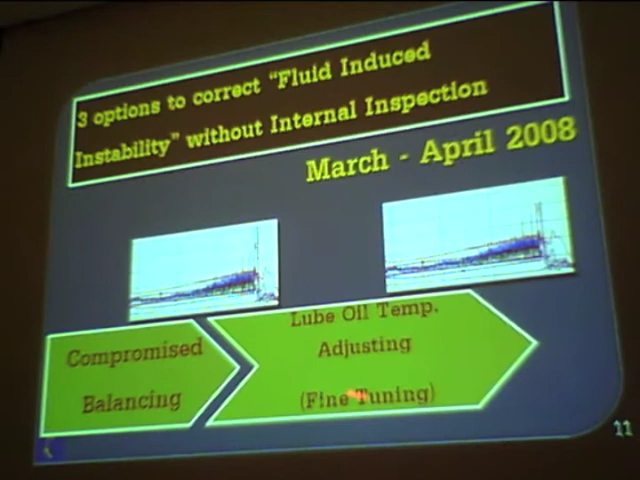 3 options to correct "Fluid Induced
Instability" without Internal Inspection
March - April 2008
Compromised
Balancing
Lube Oil Temp.
Adjusting
(Fine Tuning)
11